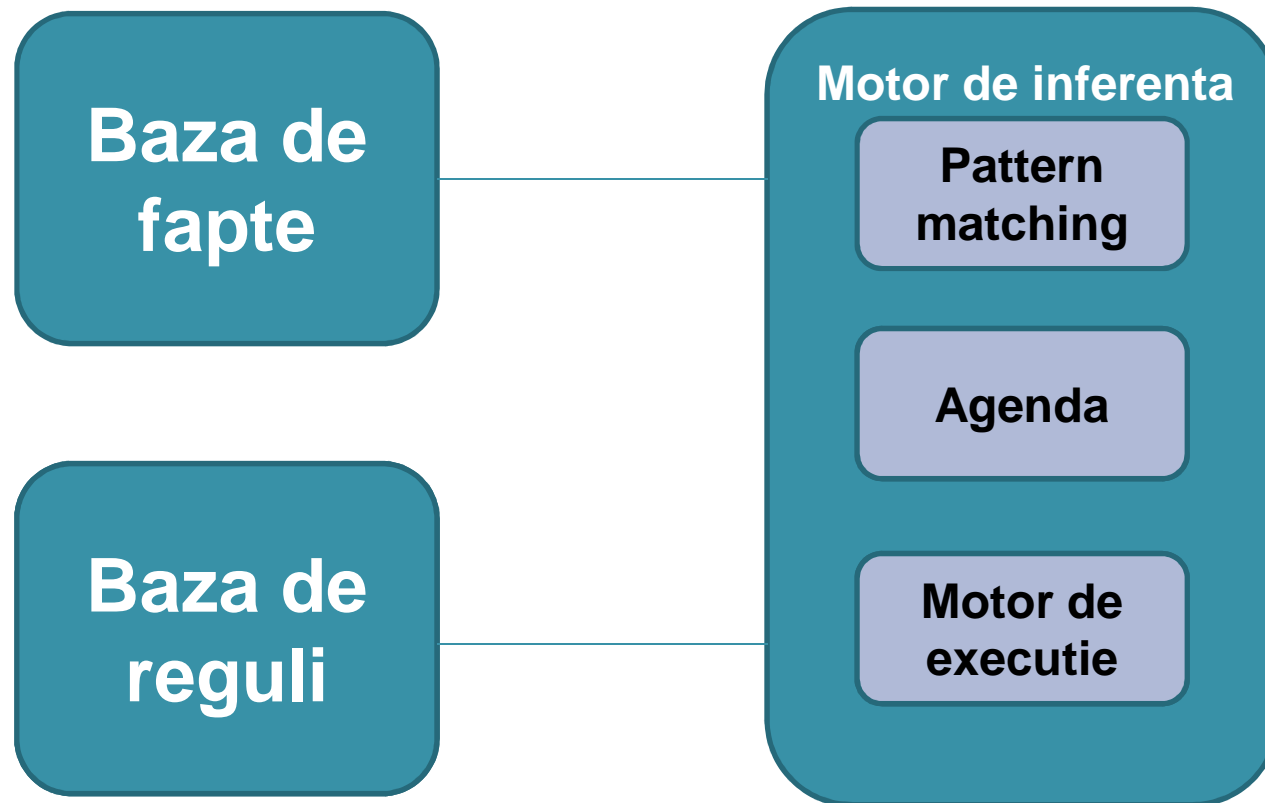 Baza de
fapte
Baza de
reguli
Motor de inferenta
Pattern
matching
Agenda
Motor de
executie